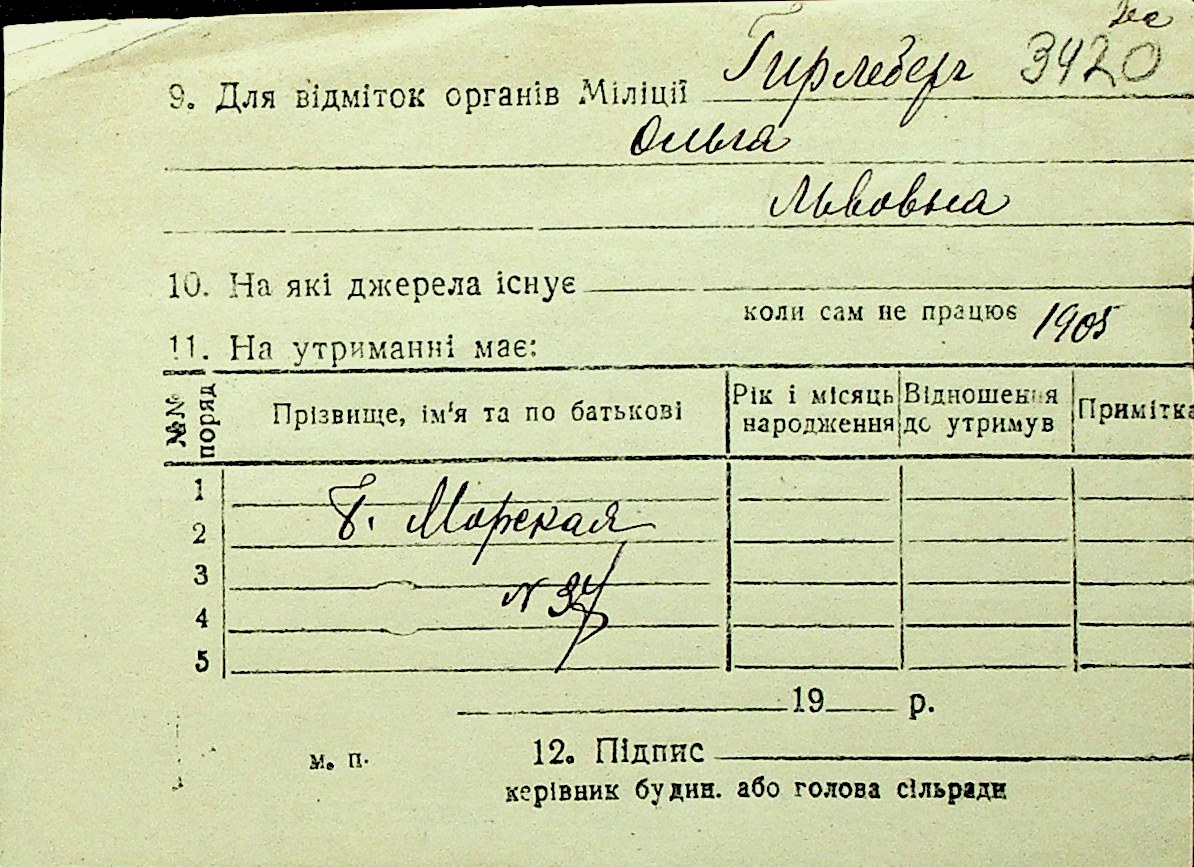 9. Для відміток органів Міліції Гирлеберг 3420
Ольга
Львовна
10. На які джерела існує
коли сам не працює 1905
11. На утриманні має:
№№ поряд | Прізвище, ім'я та по батькові | Рік і місяць народження | Відношення до утримув | Примітка
1
Б. Морская
2
3
N 37
4
5
19 р.
м. п. 12. Підпис
керівник будин. або голова сільради